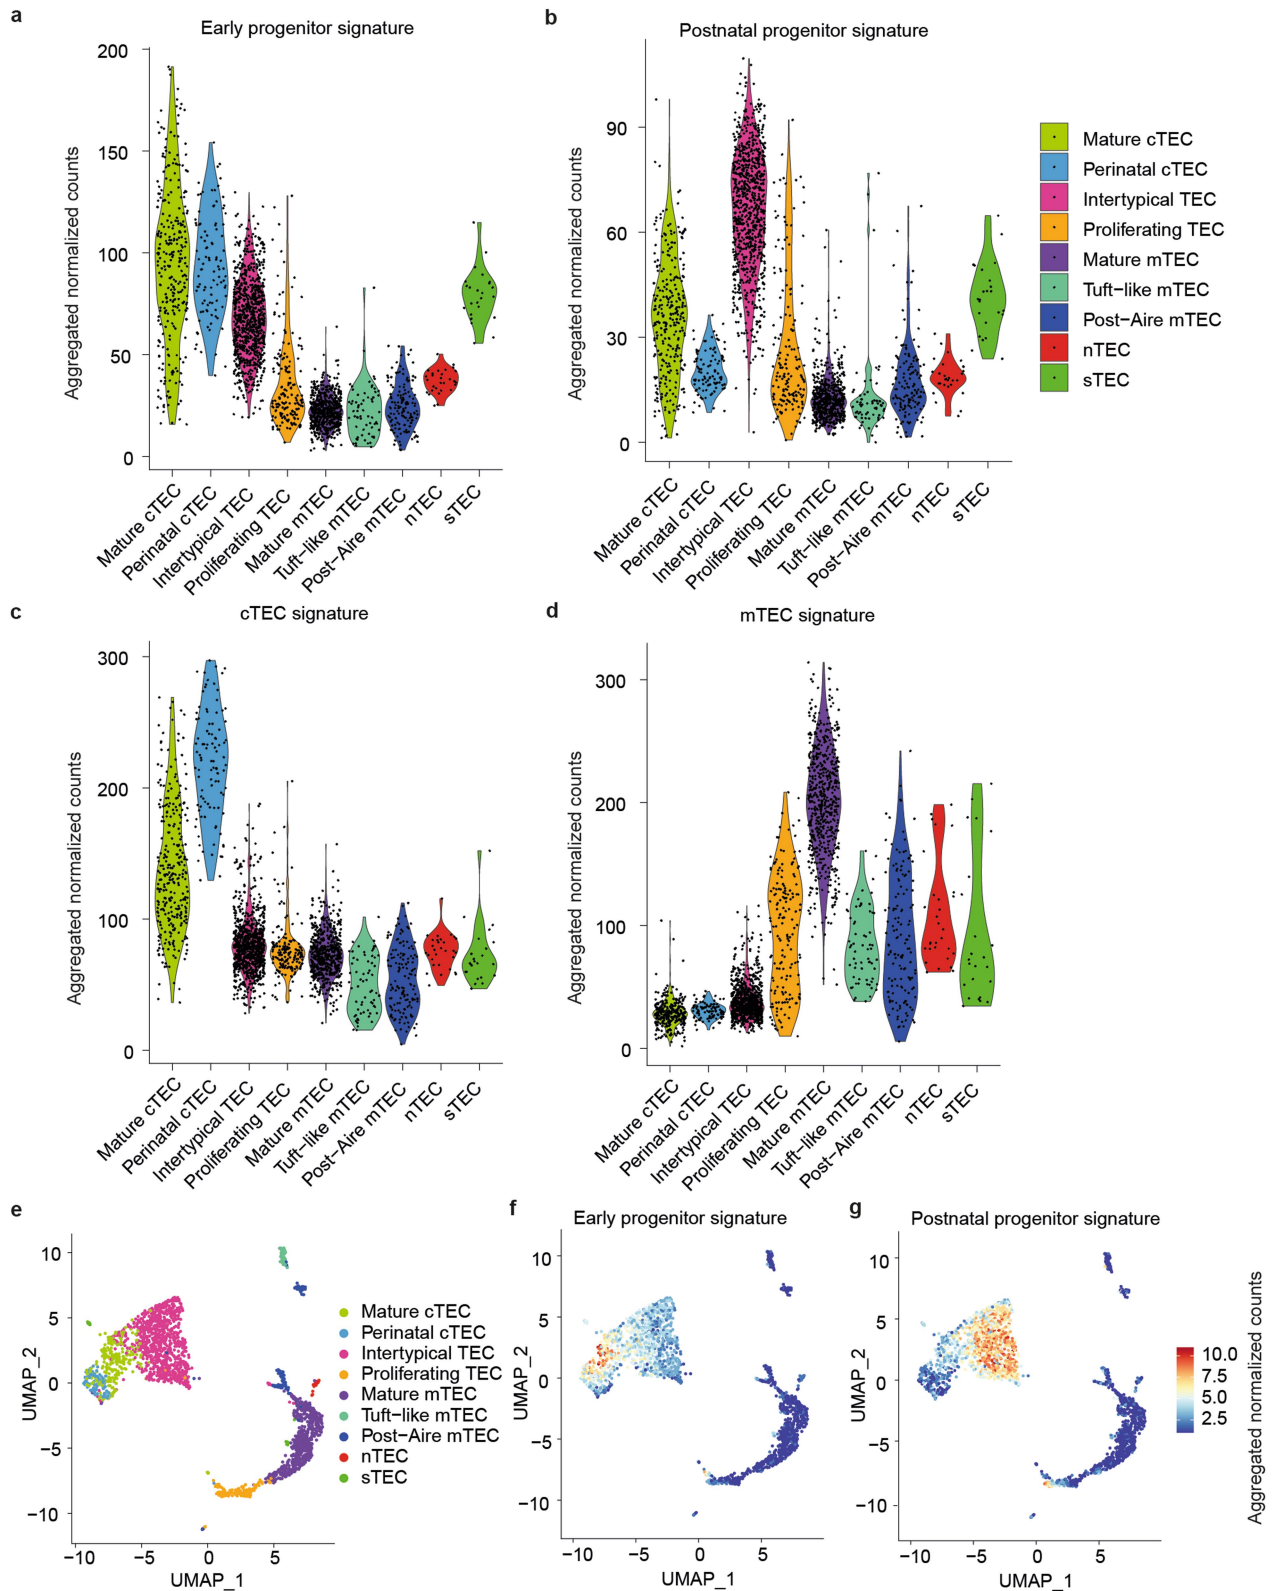 a
Early progenitor signature
Aggregated normalized counts
200
150
100
50
0
Mature cTEC
Perinatal cTEC
Intertypical TEC
Proliferating TEC
Mature mTEC
Tuft−like mTEC
Post−Aire mTEC
nTEC
sTEC
b
Postnatal progenitor signature
Aggregated normalized counts
90
60
30
0
Mature cTEC
Perinatal cTEC
Intertypical TEC
Proliferating TEC
Mature mTEC
Tuft−like mTEC
Post−Aire mTEC
nTEC
sTEC
Mature cTEC
Perinatal cTEC
Intertypical TEC
Proliferating TEC
Mature mTEC
Tuft−like mTEC
Post−Aire mTEC
nTEC
sTEC
c
cTEC signature
Aggregated normalized counts
300
200
100
0
Mature cTEC
Perinatal cTEC
Intertypical TEC
Proliferating TEC
Mature mTEC
Tuft−like mTEC
Post−Aire mTEC
nTEC
sTEC
d
mTEC signature
Aggregated normalized counts
300
200
100
0
Mature cTEC
Perinatal cTEC
Intertypical TEC
Proliferating TEC
Mature mTEC
Tuft−like mTEC
Post−Aire mTEC
nTEC
sTEC
e
UMAP_2
10
5
0
−5
−10
−10 −5 0 5
UMAP_1
Mature cTEC
Perinatal cTEC
Intertypical TEC
Proliferating TEC
Mature mTEC
Tuft−like mTEC
Post−Aire mTEC
nTEC
sTEC
f
Early progenitor signature
UMAP_2
10
5
0
−5
−10
−10 −5 0 5
UMAP_1
g
Postnatal progenitor signature
UMAP_2
10
5
0
−5
−10
−10 −5 0 5
UMAP_1
10.0
7.5
5.0
2.5
Aggregated normalized counts